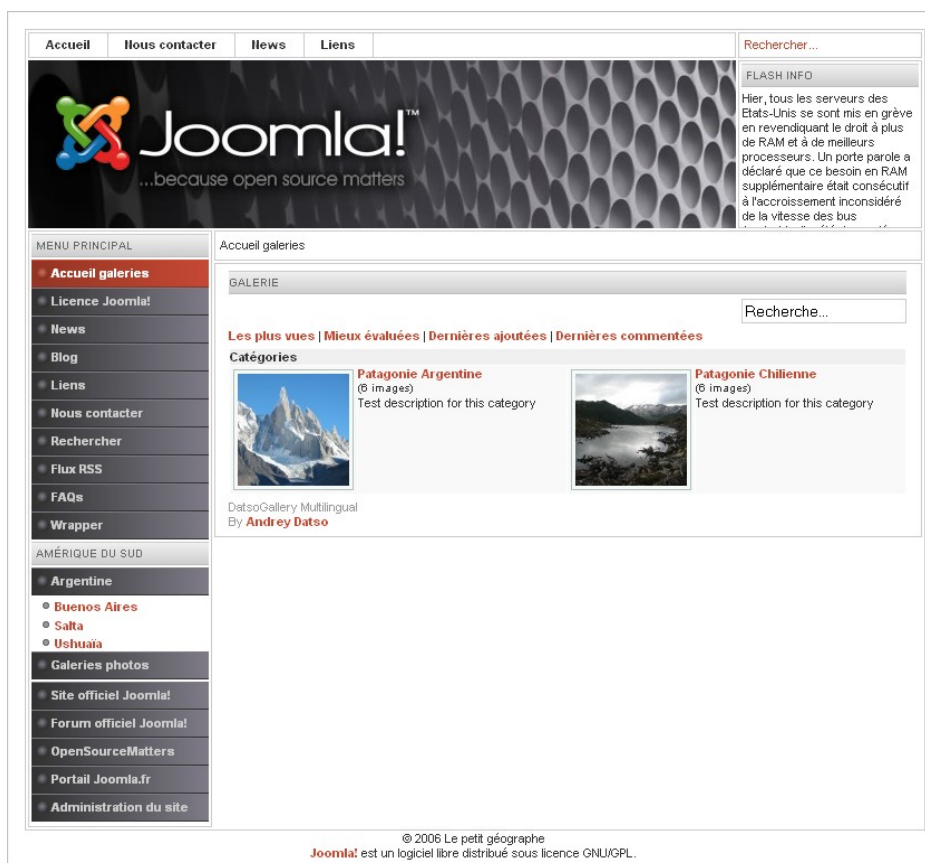 Accueil
Nous contacter
News
Liens
Rechercher...
Joomla!™
...because open source matters
FLASH INFO
Hier, tous les serveurs des
Etats-Unis se sont mis en grève
en revendiquant le droit à plus
de RAM et à de meilleurs
processeurs. Un porte parole a
déclaré que ce besoin en RAM
supplémentaire était consécutif
à l'accroissement inconsidéré
de la vitesse des bus
MENU PRINCIPAL
Accueil galeries
Licence Joomla!
News
Blog
Liens
Nous contacter
Rechercher
Flux RSS
FAQs
Wrapper
AMÉRIQUE DU SUD
Argentine
Buenos Aires
Salta
Ushuaïa
Galeries photos
Site officiel Joomla!
Forum officiel Joomla!
OpenSourceMatters
Portail Joomla.fr
Administration du site
Accueil galeries
GALERIE
Recherche...
Les plus vues | Mieux évaluées | Dernières ajoutées | Dernières commentées
Catégories
Patagonie Argentine
(6 images)
Test description for this category
Patagonie Chilienne
(6 images)
Test description for this category
DatsoGallery Multilingual
By Andrey Datso
© 2006 Le petit géographe
Joomla! est un logiciel libre distribué sous licence GNU/GPL.